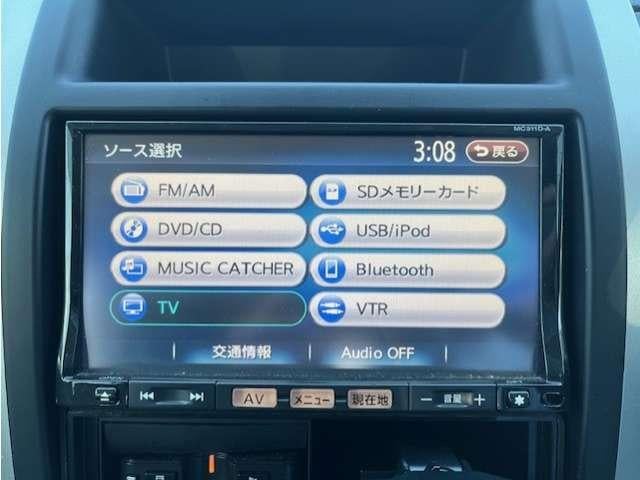 MC311D-A
ソース選択
3:08
戻る
FM/AM
SDメモリーカード
DVD/CD
USB/iPod
MUSIC CATCHER
Bluetooth
TV
VTR
交通情報
Audio OFF
AV
メニュー
現在地
音量